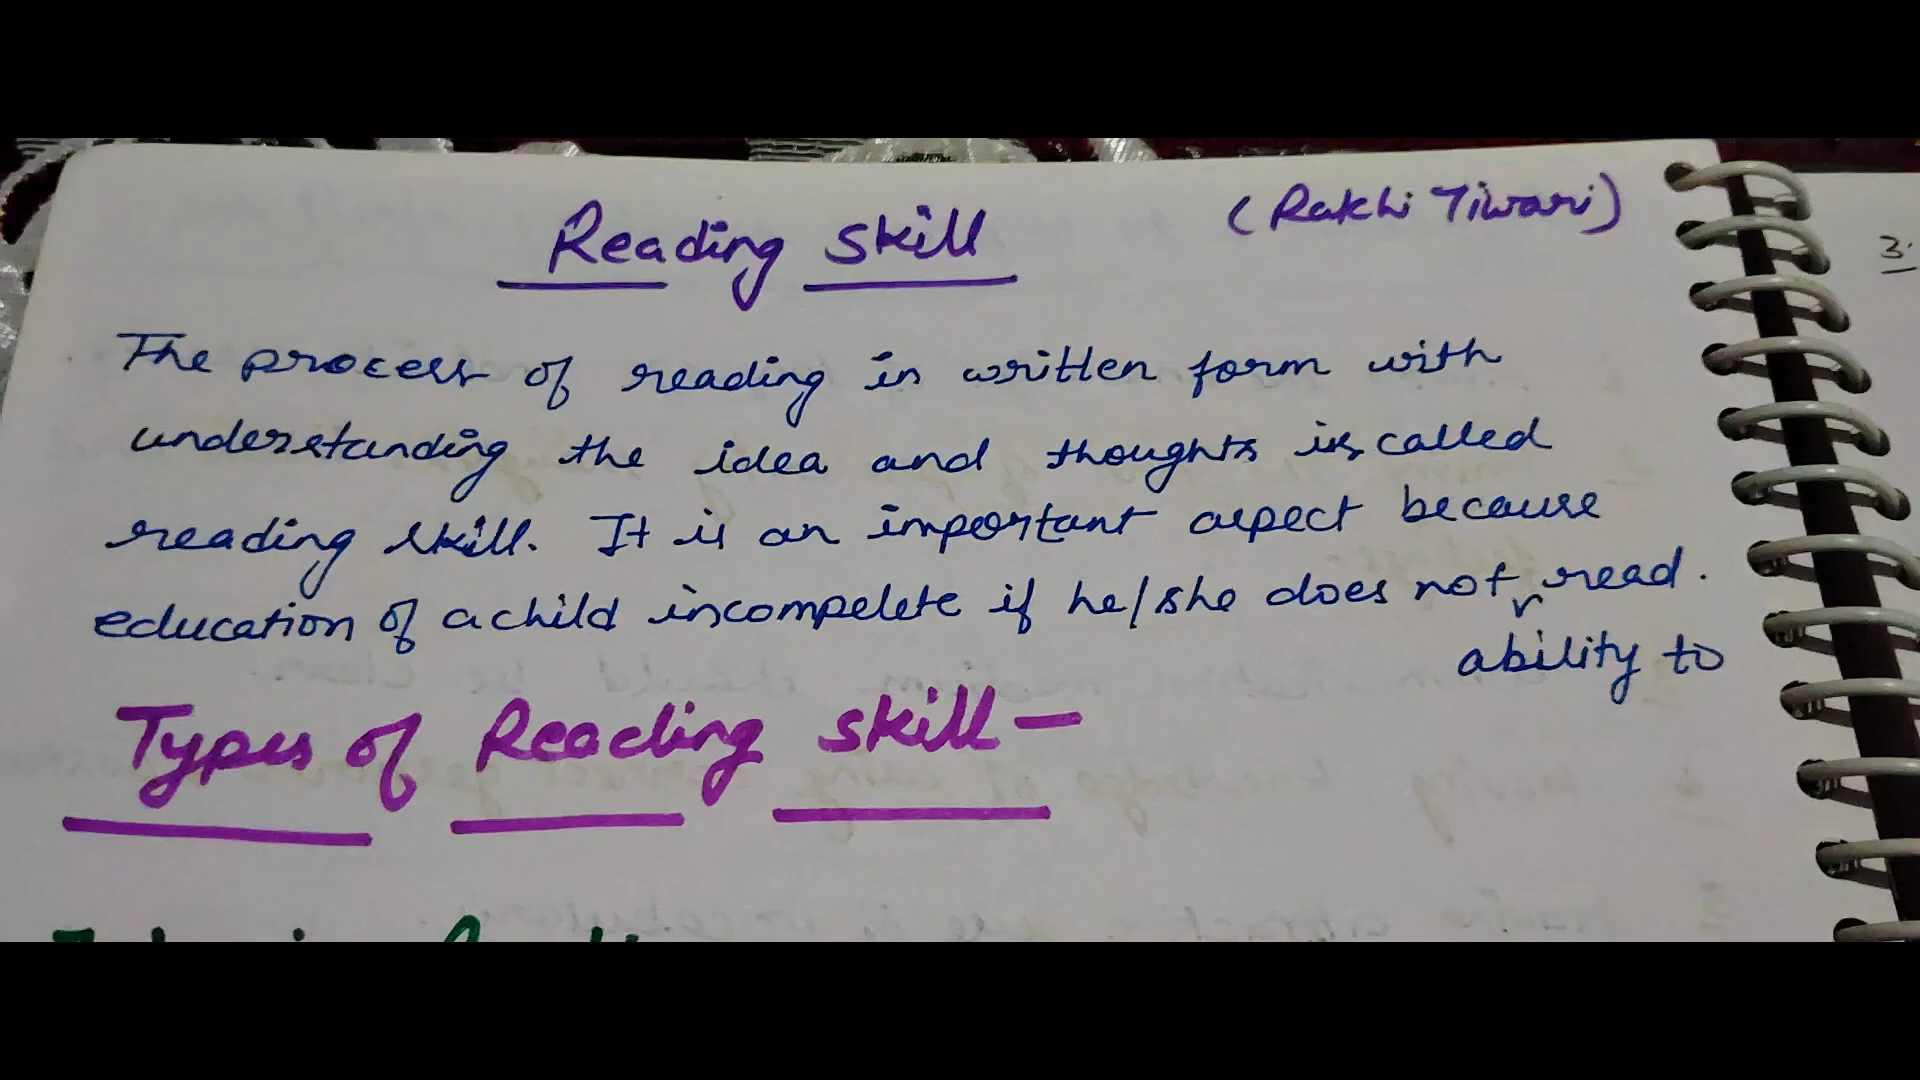 Reading Skill (Rakhi Tiwari)
The process of reading in written form with
understanding the idea and thoughts is called
reading skill. It is an important aspect because
education of a child incompelete if he/she does not read.
ability to
Types of Reading skill-
3.